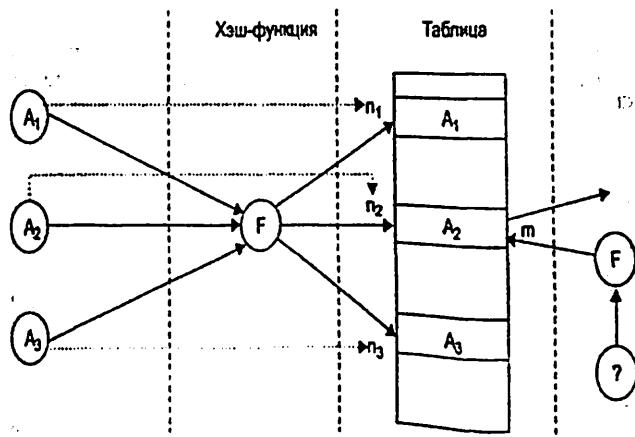 Хэш-функция Таблица
A₁ n₁ A₁
A₂ F n₂ A₂ m F
A₃ n₃ A₃ ?